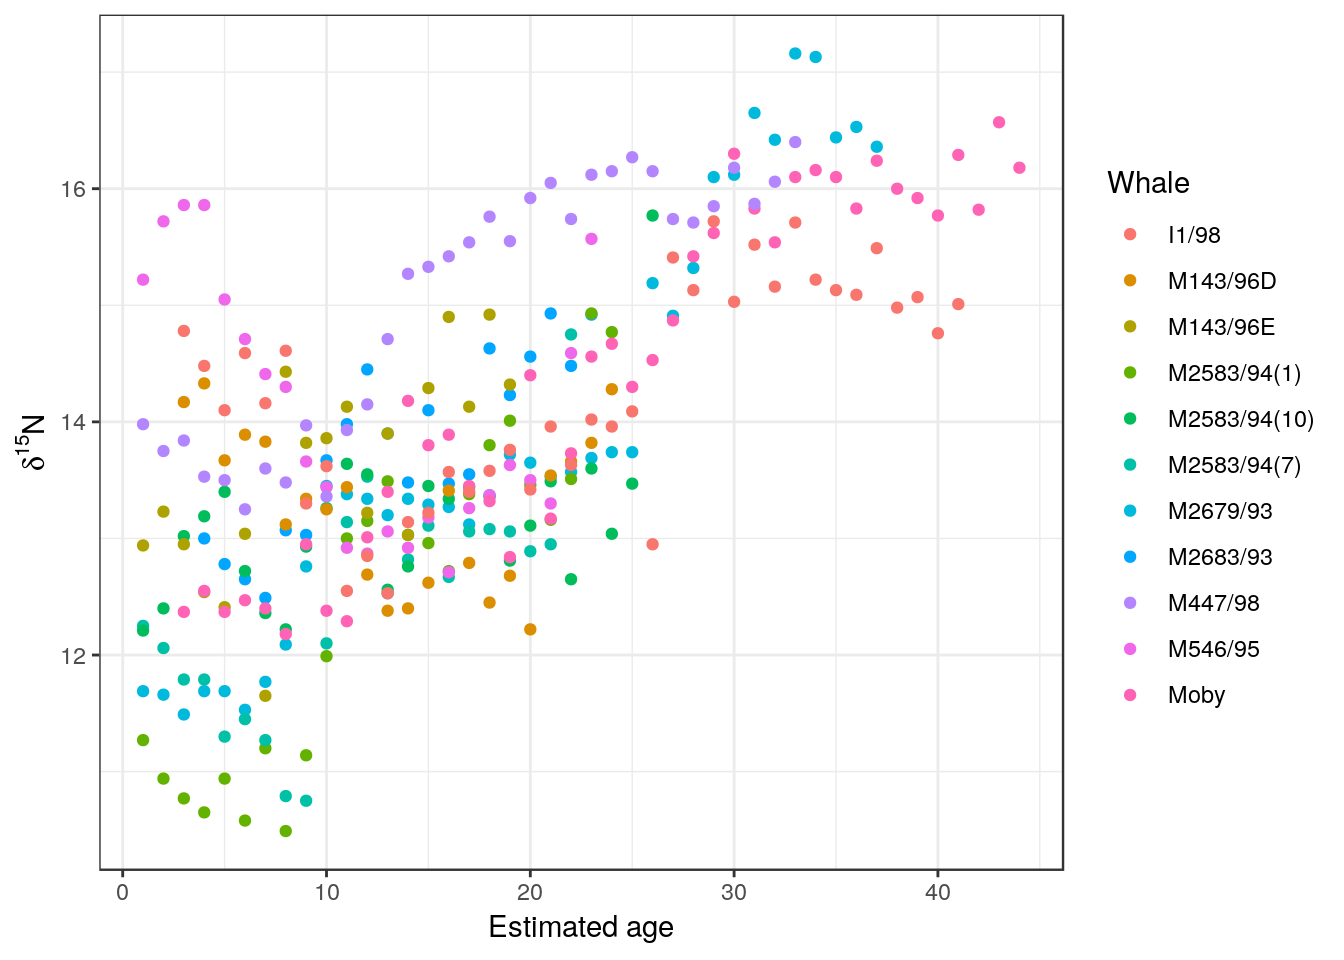 16
14
12
δ15N
0 10 20 30 40
Estimated age
Whale
I1/98
M143/96D
M143/96E
M2583/94(1)
M2583/94(10)
M2583/94(7)
M2679/93
M2683/93
M447/98
M546/95
Moby